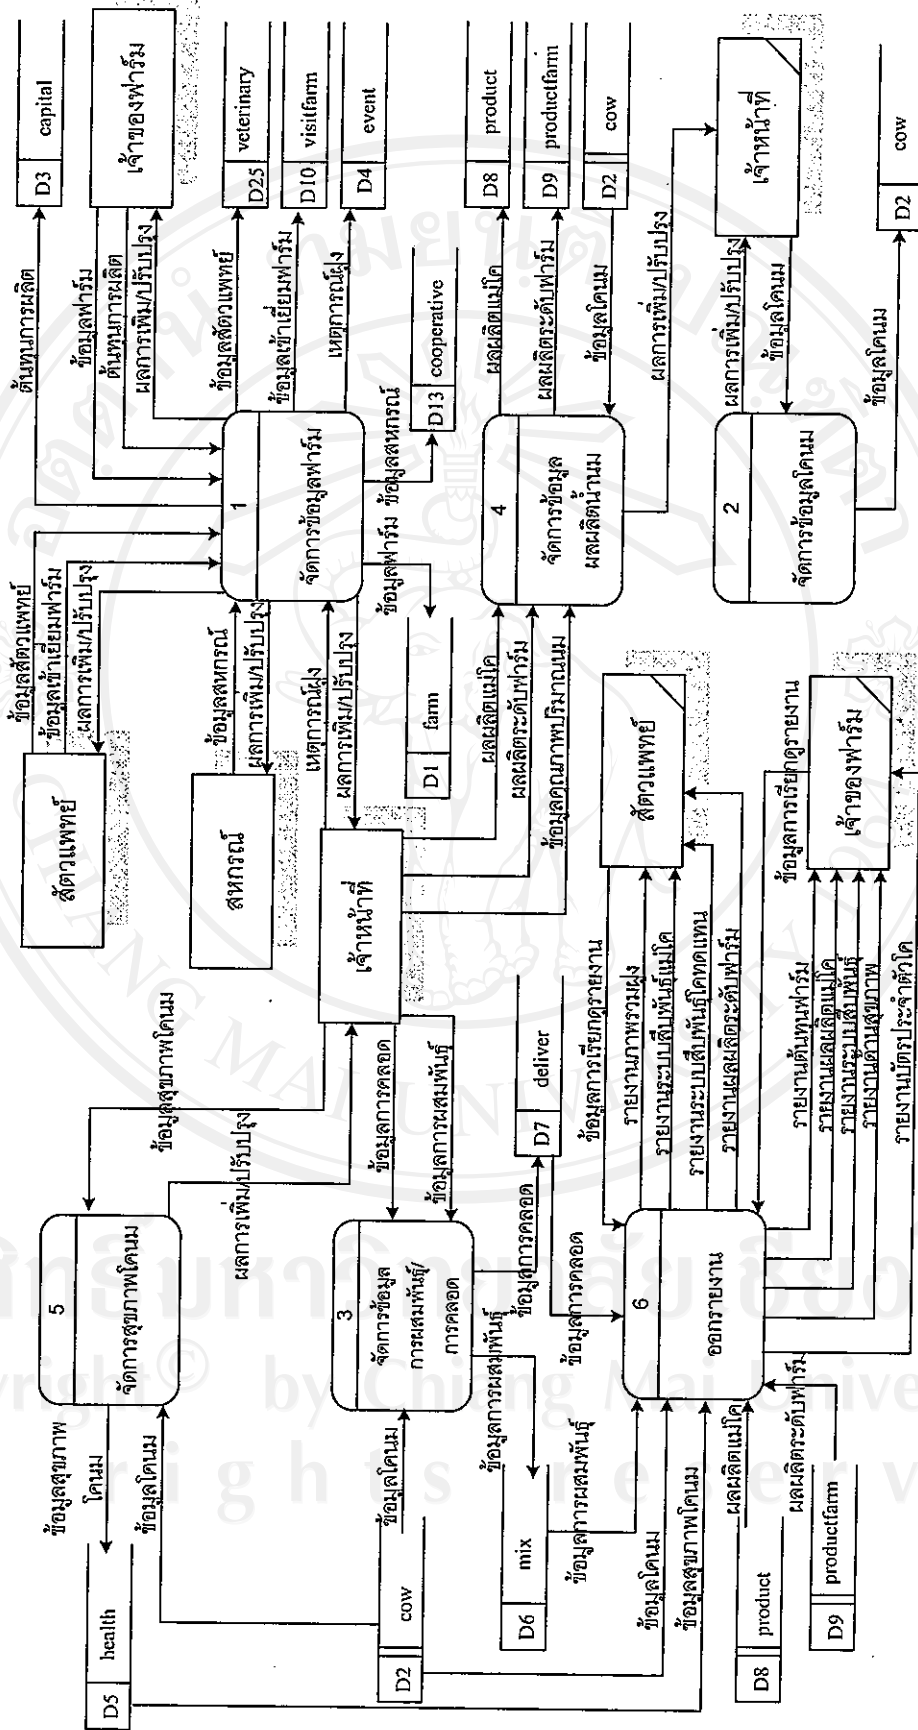 D3 capital
เจ้าของฟาร์ม
D25 veterinary
D10 visitfarm
D4 event
D8 product
D9 productfarm
D2 cow
เจ้าหน้าที่
D2 cow
ต้นทุนการผลิต
ข้อมูลฟาร์ม
ต้นทุนการผลิต
ผลการเพิ่ม/ปรับปรุง
ข้อมูลสัตวแพทย์
ข้อมูลเข้าเยี่ยมฟาร์ม
เหตุการณ์ฝูง
D13 cooperative
ผลผลิตแม่โค
ผลผลิตระดับฟาร์ม
ข้อมูลโคนม
ผลการเพิ่ม/ปรับปรุง
ผลการเพิ่ม/ปรับปรุง
ข้อมูลโคนม
ข้อมูลโคนม
1
จัดการข้อมูลฟาร์ม
ข้อมูลฟาร์ม ข้อมูลสหกรณ์
4
จัดการข้อมูล
ผลผลิตน้ำนม
2
จัดการข้อมูลโคนม
ข้อมูลสัตวแพทย์
ข้อมูลเข้าเยี่ยมฟาร์ม
ผลการเพิ่ม/ปรับปรุง
ข้อมูลสหกรณ์
ผลการเพิ่ม/ปรับปรุง
เหตุการณ์ฝูง
ผลการเพิ่ม/ปรับปรุง
D1 farm
ผลผลิตแม่โค
ผลผลิตระดับฟาร์ม
ข้อมูลคุณภาพปริมาณนม
สัตวแพทย์
สหกรณ์
เจ้าหน้าที่
สัตวแพทย์
เจ้าของฟาร์ม
ข้อมูลการเรียกดูรายงาน
ข้อมูลสุขภาพโคนม
ผลการเพิ่ม/ปรับปรุง
ข้อมูลการคลอด
ข้อมูลการผสมพันธุ์
D7 deliver
ข้อมูลการเรียกดูรายงาน
รายงานภาพรวมฝูง
รายงานระบบสืบพันธุ์แม่โค
รายงานระบบสืบพันธุ์โคทดแทน
รายงานผลผลิตระดับฟาร์ม
รายงานต้นทุนฟาร์ม
รายงานผลผลิตแม่โค
รายงานระบบสืบพันธุ์
รายงานด้านสุขภาพ
รายงานบัตรประจำตัวโค
5
จัดการสุขภาพโคนม
3
จัดการข้อมูล
การผสมพันธุ์/
การคลอด
ข้อมูลการคลอด
ข้อมูลการคลอด
6
ออกรายงาน
ข้อมูลสุขภาพ
โคนม
ข้อมูลโคนม
ข้อมูลโคนม
ข้อมูลการผสมพันธุ์
ข้อมูลการผสมพันธุ์
ข้อมูลโคนม
ข้อมูลสุขภาพโคนม
ผลผลิตแม่โค
ผลผลิตระดับฟาร์ม
D5 health
D2 cow
D6 mix
D8 product
D9 productfarm
CHIANG MAI UNIV
© by Chiang Mai Unive
rights reserv